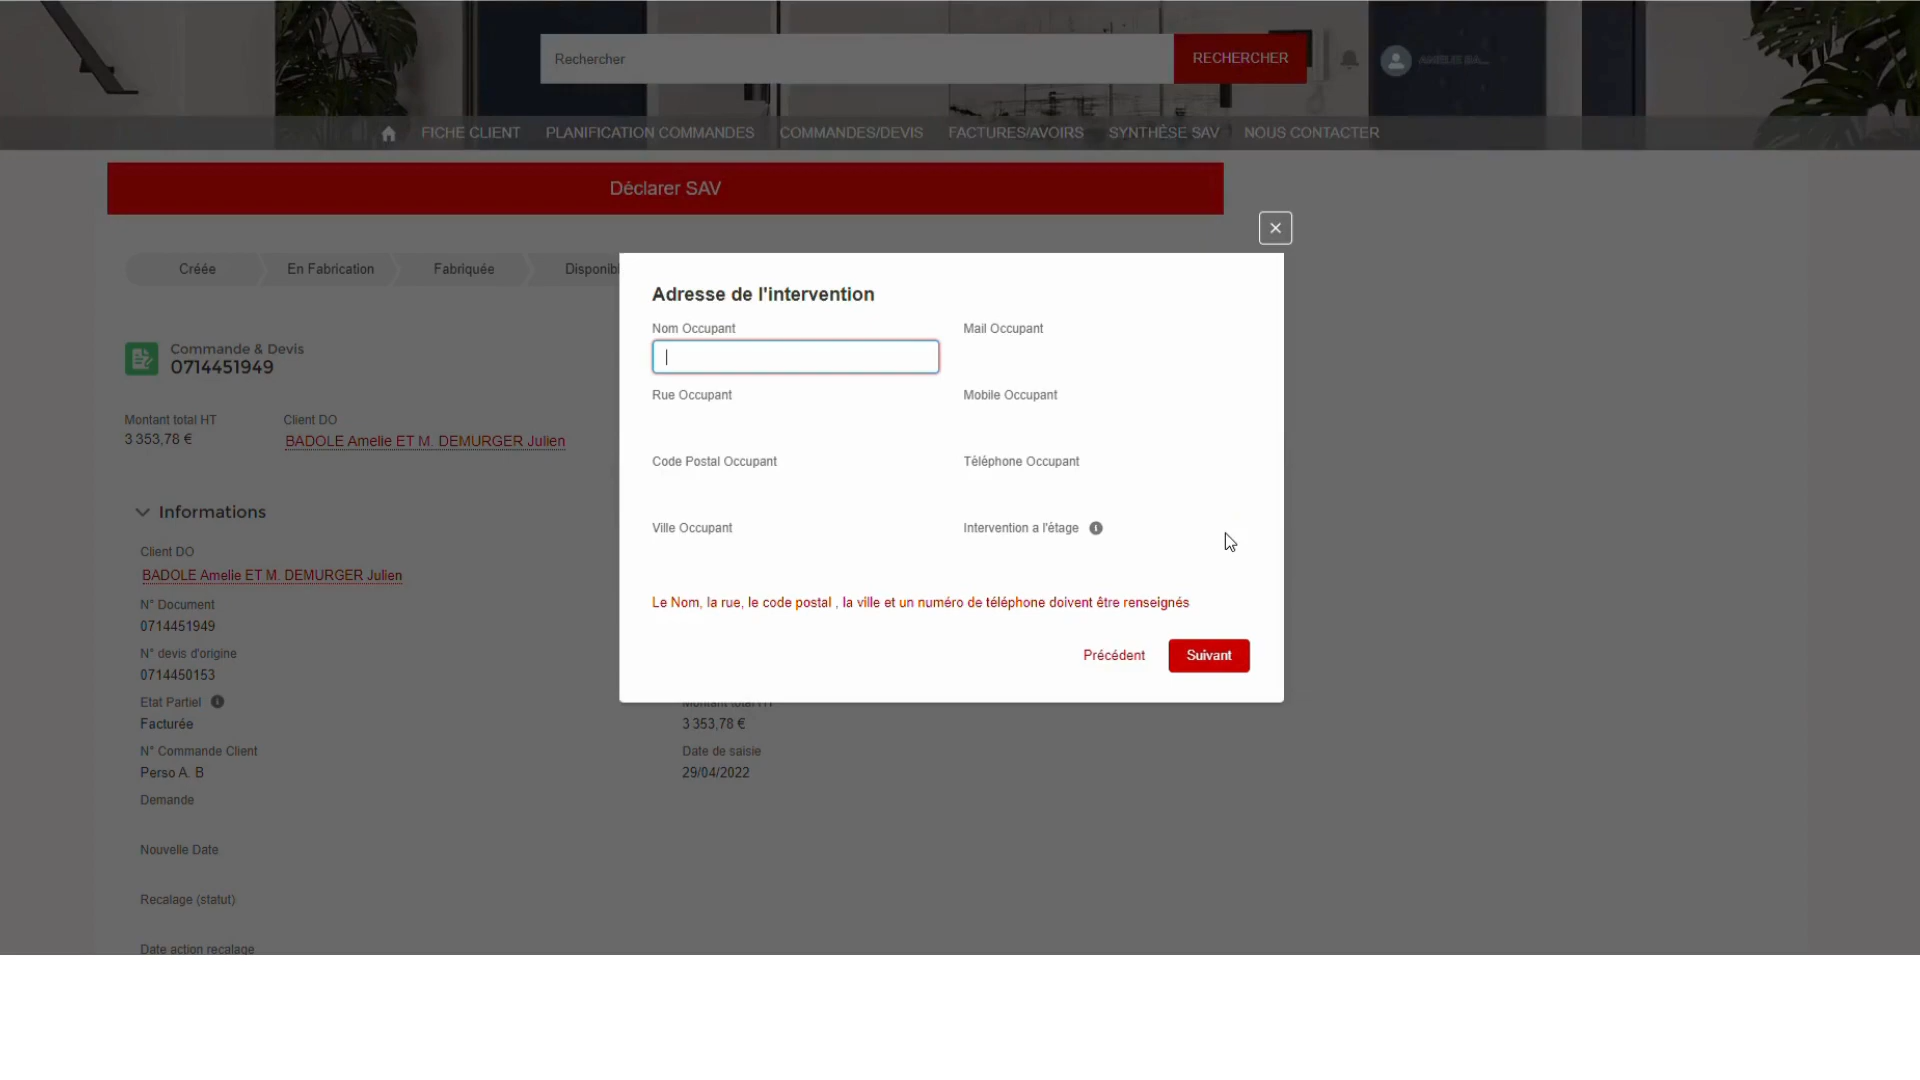 Rechercher
RECHERCHER
FICHE CLIENT
PLANIFICATION COMMANDES
COMMANDES/DEVIS
FACTURES/AVOIRS
SYNTHÈSE SAV
NOUS CONTACTER
Déclarer SAV
Créée
En Fabrication
Fabriquée
Commande & Devis
0714451949
Montant total HT
3 353,78 €
Client DO
BADOLE Amelie ET M. DEMURGER Julien
Informations
Client DO
BADOLE Amelie ET M. DEMURGER Julien
N° Document
0714451949
N° devis d'origine
0714450153
Etat Partiel
Facturée
N° Commande Client
Perso A. B
Demande
Nouvelle Date
Recalage (statut)
Date action recalage
Montant total HT
3 353,78 €
Date de saisie
29/04/2022
Adresse de l'intervention
Nom Occupant
Mail Occupant
Rue Occupant
Mobile Occupant
Code Postal Occupant
Téléphone Occupant
Ville Occupant
Intervention a l'étage
Le Nom, la rue, le code postal , la ville et un numéro de téléphone doivent être renseignés
Précédent
Suivant